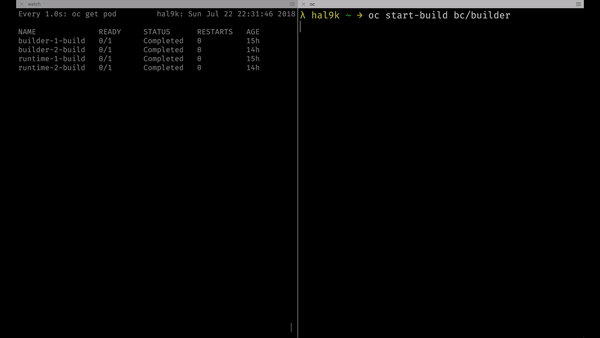 Every 1.0s: oc get pod hal9k: Sun Jul 22 22:31:46 2018
NAME READY STATUS RESTARTS AGE
builder-1-build 0/1 Completed 0 15h
builder-2-build 0/1 Completed 0 14h
runtime-1-build 0/1 Completed 0 15h
runtime-2-build 0/1 Completed 0 14h
λ hal9k ~ → oc start-build bc/builder